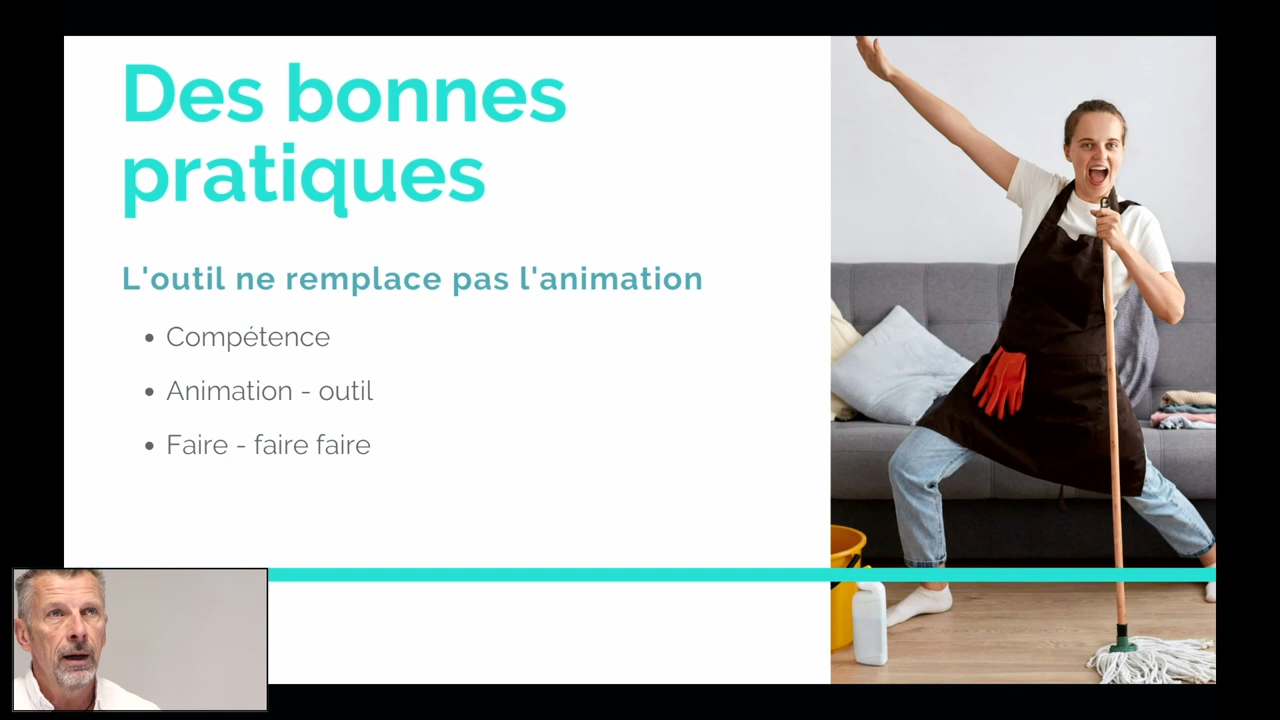 Des bonnes
pratiques
L'outil ne remplace pas l'animation
• Compétence
• Animation - outil
• Faire - faire faire